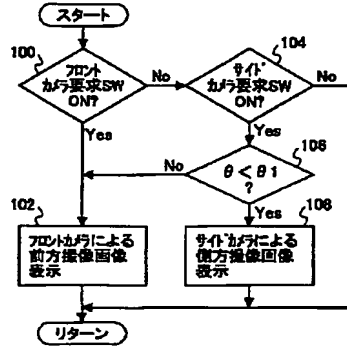 スタート
100
フロント
カメラ要求SW
ON?
No
Yes
104
サイド
カメラ要求SW
ON?
No
Yes
106
θ < θ1
?
No
Yes
102
フロントカメラによる
前方撮像画像
表示
108
サイドカメラによる
側方撮像画像
表示
リターン